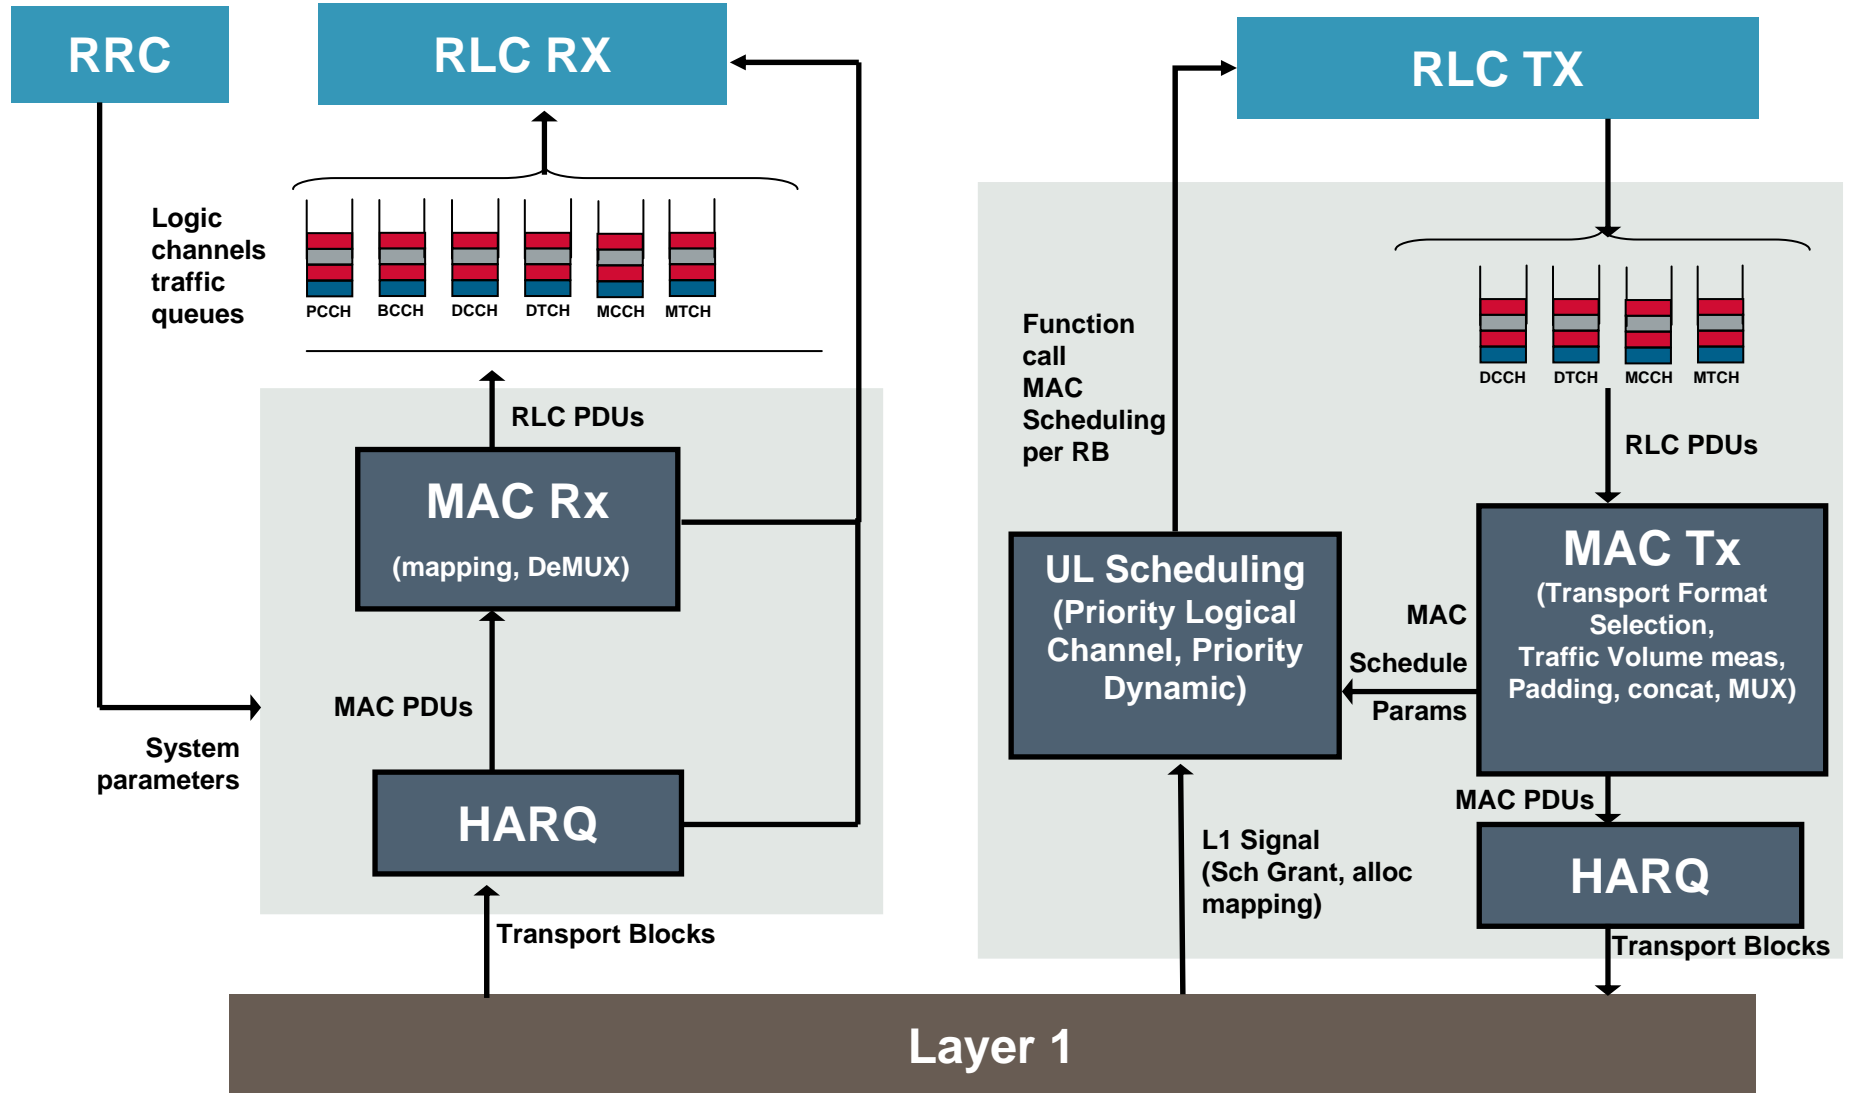 RRC
RLC RX
RLC TX
Logic
channels
traffic
queues
PCCH
BCCH
DCCH
DTCH
MCCH
MTCH
RLC PDUs
MAC Rx
(mapping, DeMUX)
MAC PDUs
System
parameters
HARQ
Transport Blocks
Function
call
MAC
Scheduling
per RB
DCCH
DTCH
MCCH
MTCH
RLC PDUs
UL Scheduling
(Priority Logical
Channel, Priority
Dynamic)
MAC
Schedule
Params
MAC Tx
(Transport Format
Selection,
Traffic Volume meas,
Padding, concat, MUX)
MAC PDUs
L1 Signal
(Sch Grant, alloc
mapping)
HARQ
Transport Blocks
Layer 1